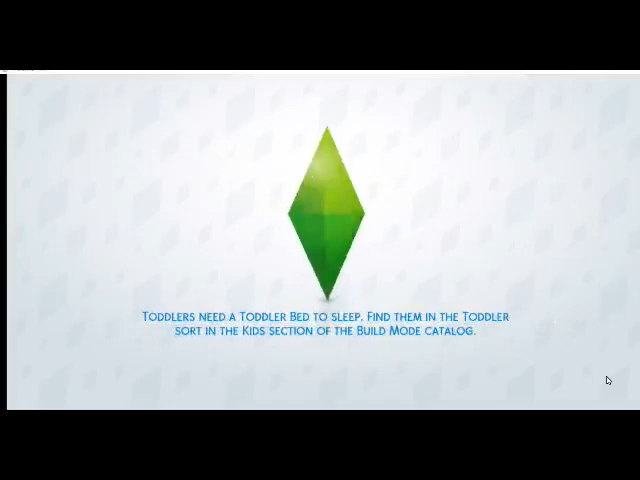 Toddlers need a Toddler Bed to sleep. Find them in the Toddler
sort in the Kids section of the Build Mode catalog.